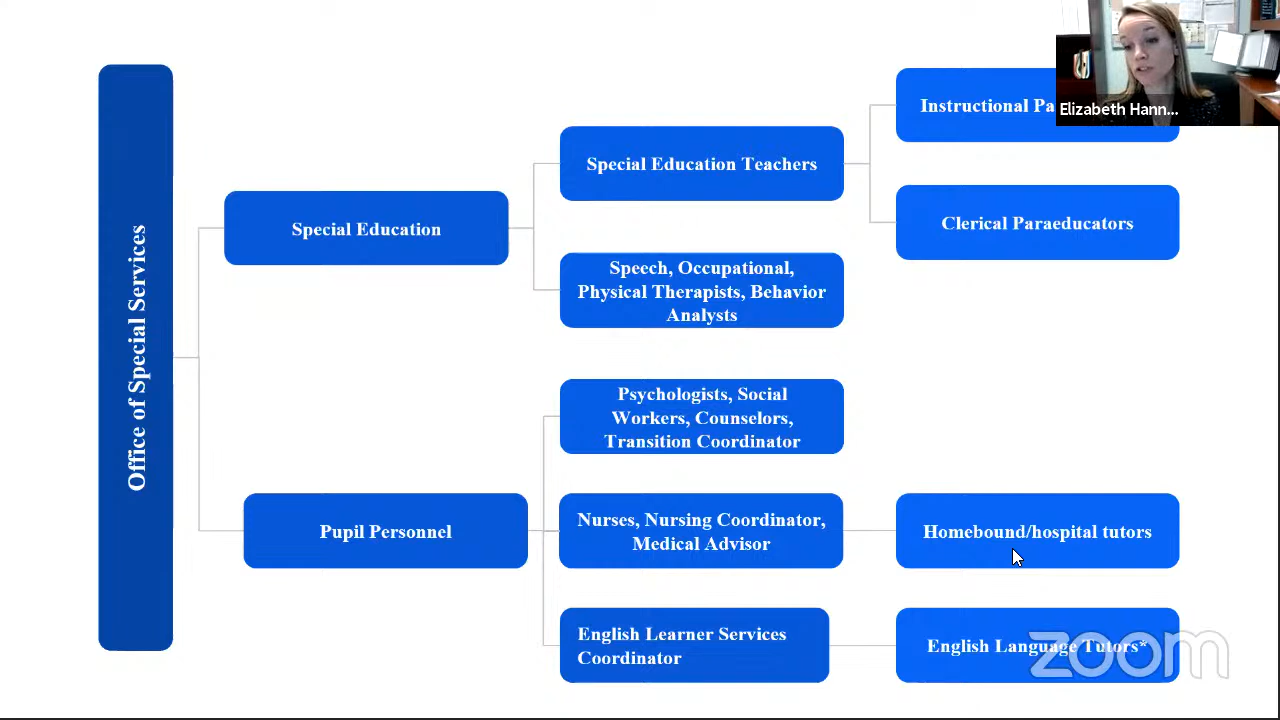 Office of Special Services
Special Education
Pupil Personnel
Special Education Teachers
Speech, Occupational,
Physical Therapists, Behavior
Analysts
Psychologists, Social
Workers, Counselors,
Transition Coordinator
Nurses, Nursing Coordinator,
Medical Advisor
English Learner Services
Coordinator
Instructional
Clerical Paraeducators
Homebound/hospital tutors
English Language Tutors*
Elizabeth Hann...
zoom